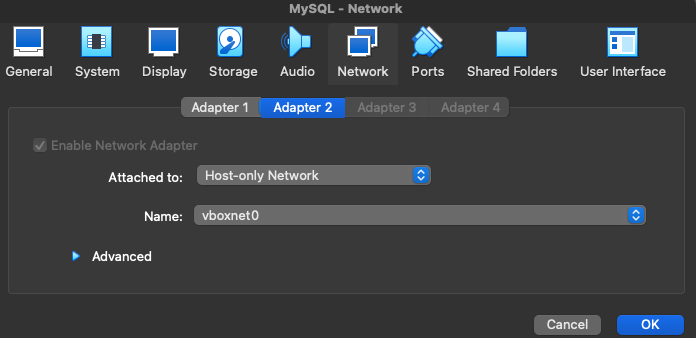 MySQL - Network
General System Display Storage Audio Network Ports Shared Folders User Interface
Adapter 1 Adapter 2 Adapter 3 Adapter 4
Enable Network Adapter
Attached to: Host-only Network
Name: vboxnet0
Advanced
Cancel OK